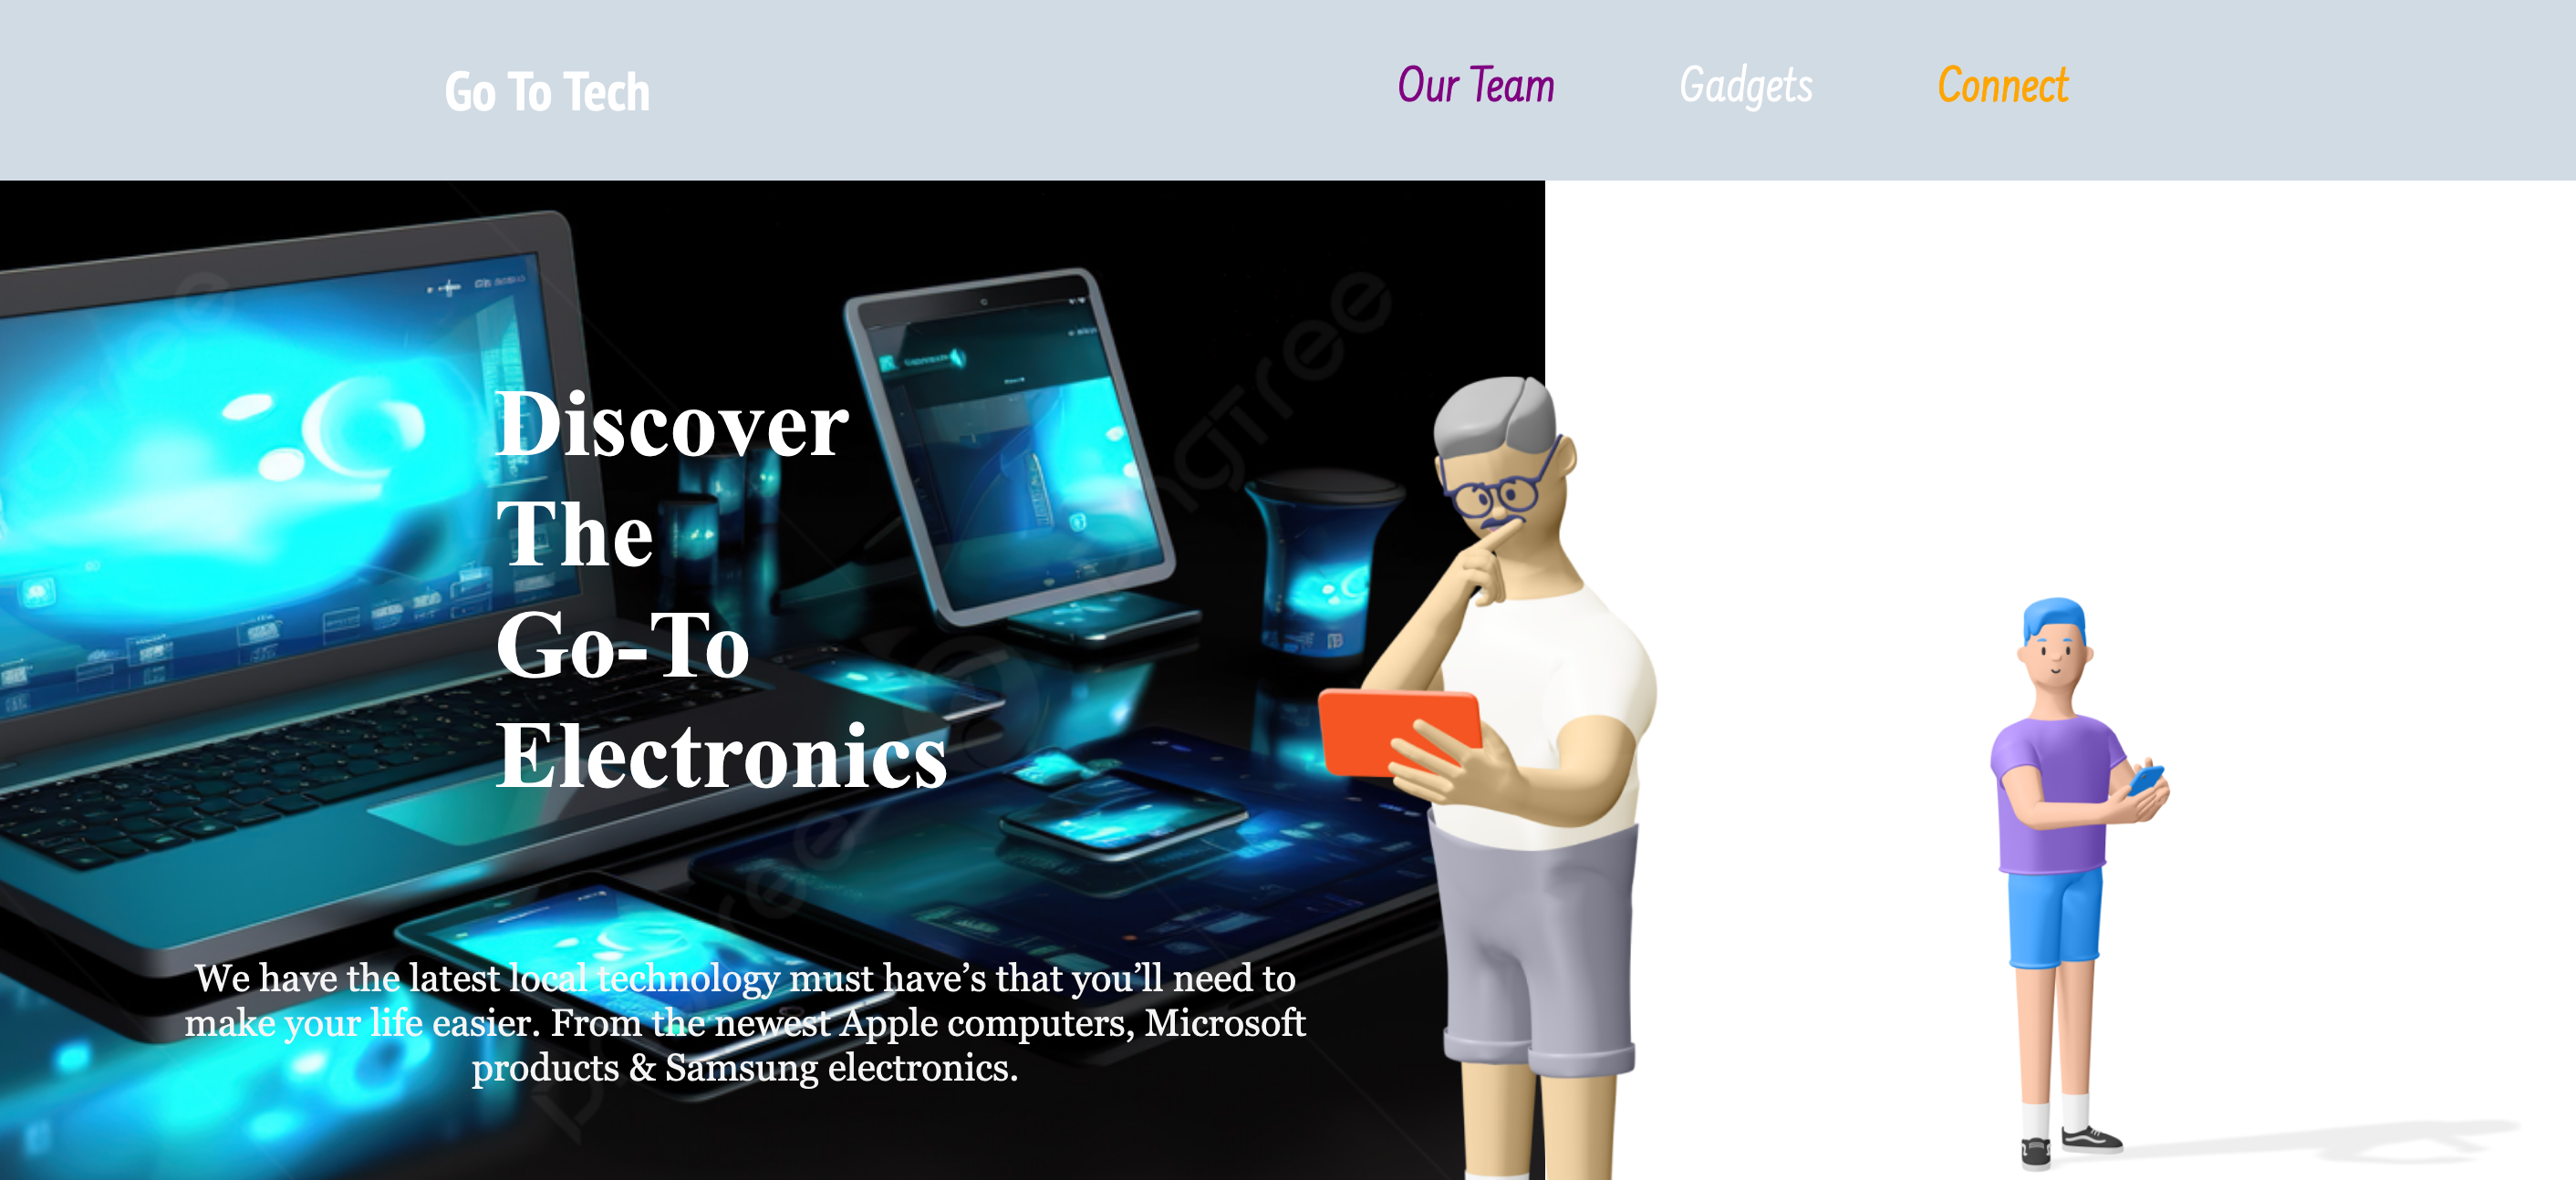 Go To Tech
Our Team
Gadgets
Connect
Discover
The
Go-To
Electronics
We have the latest local technology must have’s that you’ll need to
make your life easier. From the newest Apple computers, Microsoft
products & Samsung electronics.